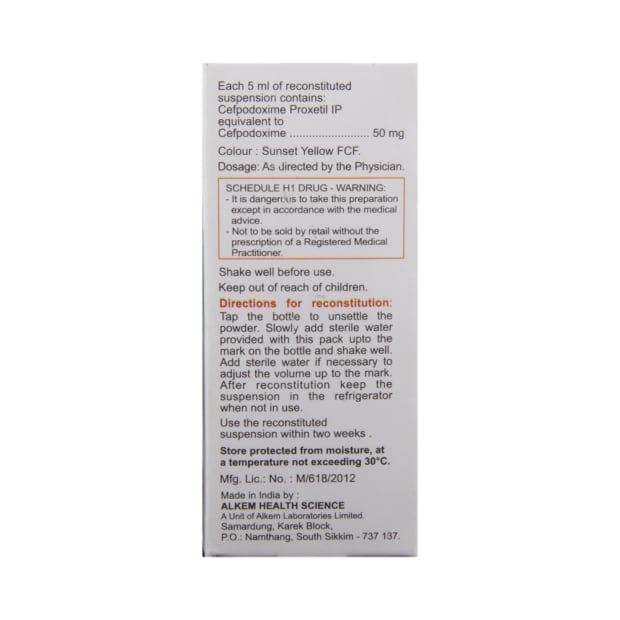 Each 5 ml of reconstituted
suspension contains:
Cefpodoxime Proxetil IP
equivalent to
Cefpodoxime .......................... 50 mg
Colour : Sunset Yellow FCF.
Dosage: As directed by the Physician.
SCHEDULE H1 DRUG - WARNING:
- It is dangerous to take this preparation
except in accordance with the medical
advice.
- Not to be sold by retail without the
prescription of a Registered Medical
Practitioner.
Shake well before use.
Keep out of reach of children.
Directions for reconstitution:
Tap the bottle to unsettle the
powder. Slowly add sterile water
provided with this pack upto the
mark on the bottle and shake well.
Add sterile water if necessary to
adjust the volume up to the mark.
After reconstitution keep the
suspension in the refrigerator
when not in use.
Use the reconstituted
suspension within two weeks .
Store protected from moisture, at
a temperature not exceeding 30°C.
Mfg. Lic.: No. : M/618/2012
Made in India by :
ALKEM HEALTH SCIENCE
A Unit of Alkem Laboratories Limited.
Samardung, Karek Block,
P.O.: Namthang, South Sikkim - 737 137.